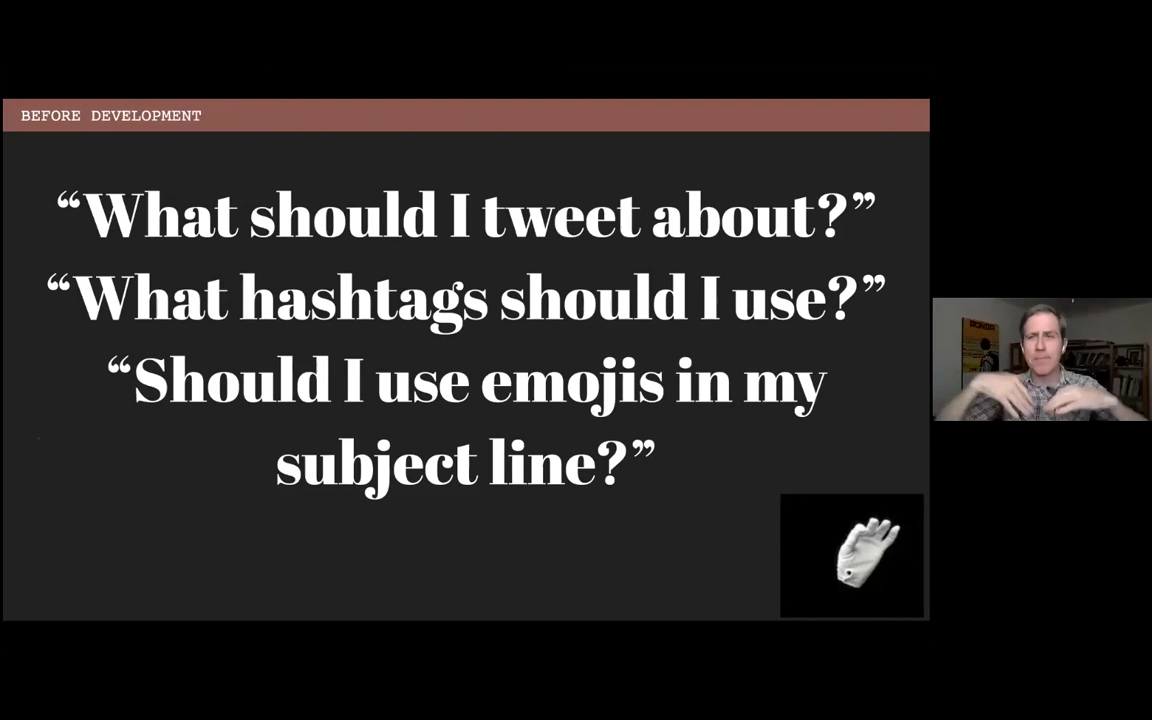 BEFORE DEVELOPMENT
“What should I tweet about?”
“What hashtags should I use?”
“Should I use emojis in my
subject line?”